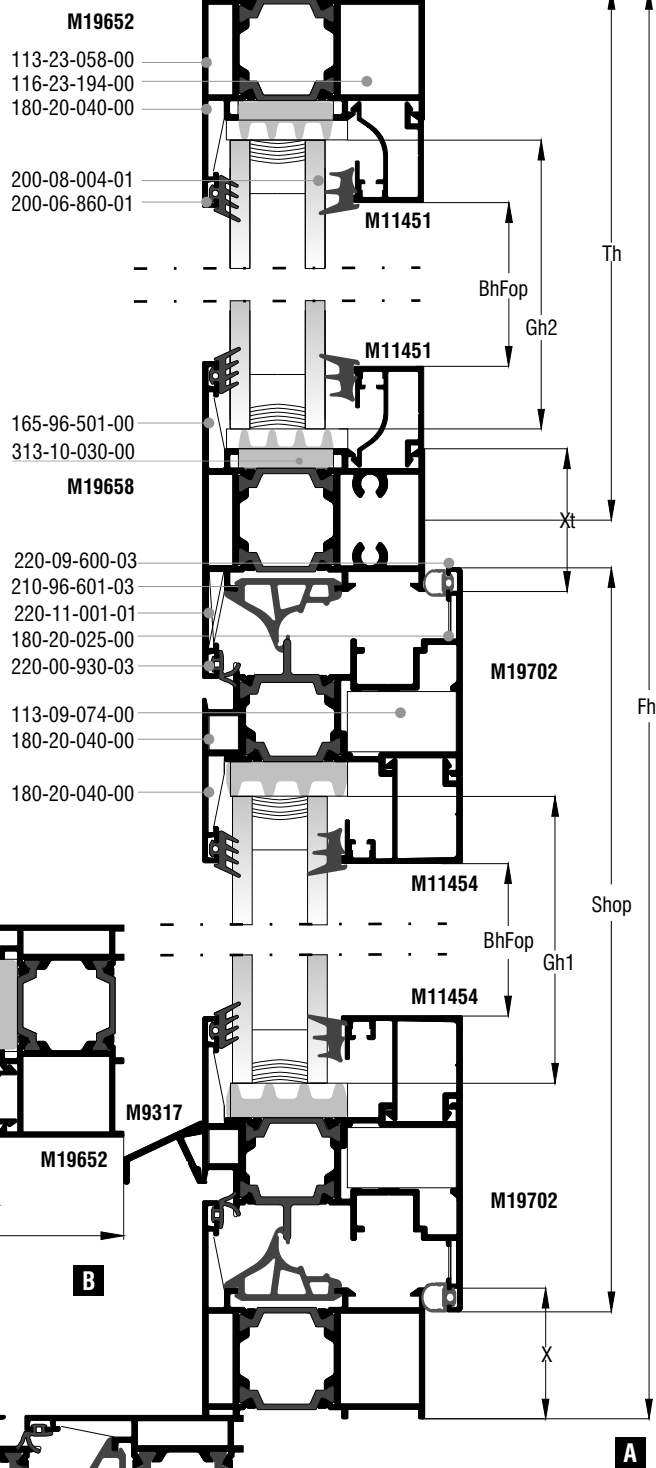 M19652
113-23-058-00
116-23-194-00
180-20-040-00
200-08-004-01
200-06-860-01
M11451
Th
BhFop
Gh2
M11451
165-96-501-00
313-10-030-00
M19658
Xt
220-09-600-03
210-96-601-03
220-11-001-01
180-20-025-00
220-00-930-03
M19702
113-09-074-00
180-20-040-00
Fh
180-20-040-00
M11454
Shop
BhFop
Gh1
M11454
M9317
M19652
M19702
B
X
A